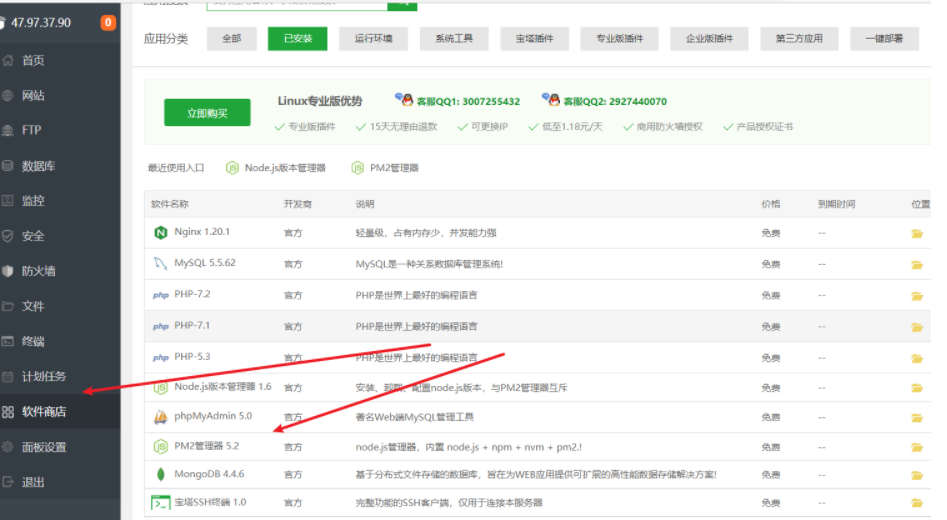 47.97.37.90 0
首页
网站
FTP
数据库
监控
安全
防火墙
文件
终端
计划任务
软件商店
面板设置
退出
应用分类 全部 已安装 运行环境 系统工具 宝塔插件 专业版插件 企业版插件 第三方应用 一键部署
立即购买
Linux专业版优势 客服QQ1: 3007255432 客服QQ2: 2927440070
专业版插件 15天无理由退款 可更换IP 低至1.18元/天 商用防火墙授权 产品授权证书
最近使用入口 Node.js版本管理器 PM2管理器
软件名称 开发商 说明 价格 到期时间 位置
Nginx 1.20.1 官方 轻量级，占有内存少，并发能力强 免费 --
MySQL 5.5.62 官方 MySQL是一种关系数据库管理系统! 免费 --
php PHP-7.2 官方 PHP是世界上最好的编程语言 免费 --
php PHP-7.1 官方 PHP是世界上最好的编程语言 免费 --
php PHP-5.3 官方 PHP是世界上最好的编程语言 免费 --
Node.js版本管理器 1.6 官方 安装、卸载、配置node.js版本，与PM2管理器互斥 免费 --
phpMyAdmin 5.0 官方 著名Web端MySQL管理工具 免费 --
PM2管理器 5.2 官方 node.js管理器，内置 node.js + npm + nvm + pm2.! 免费 --
MongoDB 4.4.6 官方 基于分布式文件存储的数据库，旨在为WEB应用提供可扩展的高性能数据存储解决方案! 免费 --
宝塔SSH终端 1.0 官方 完整功能的SSH客户端，仅用于连接本服务器 免费 --